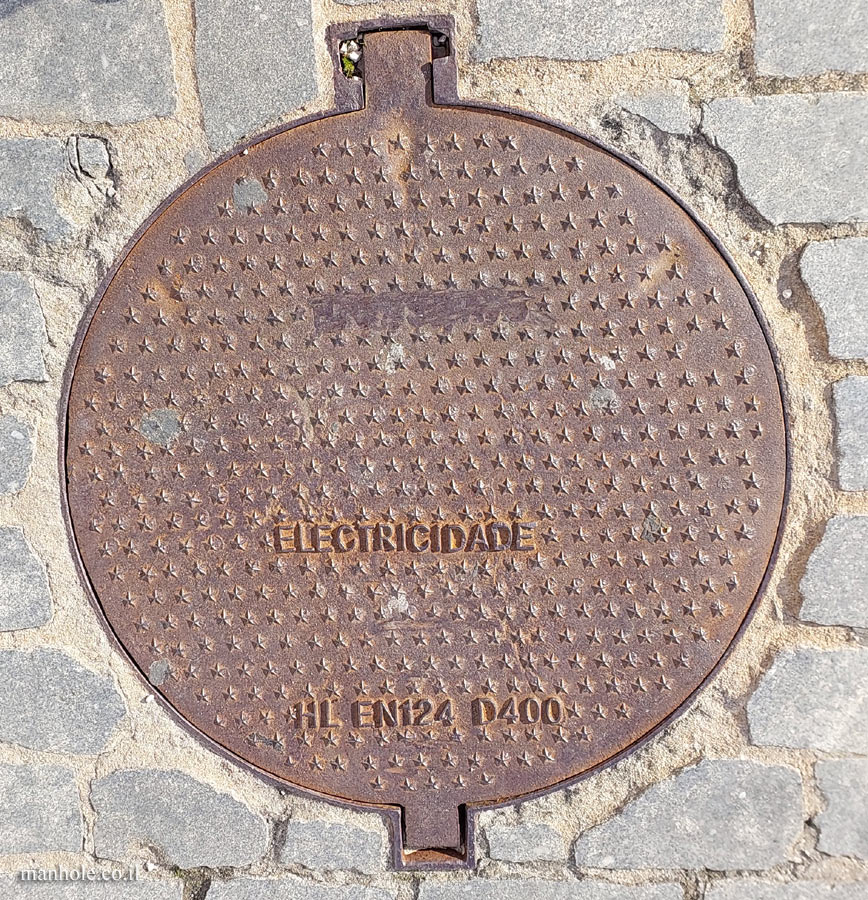 ELECTRICIDADE
HL EN124 D400
manhole.co.il